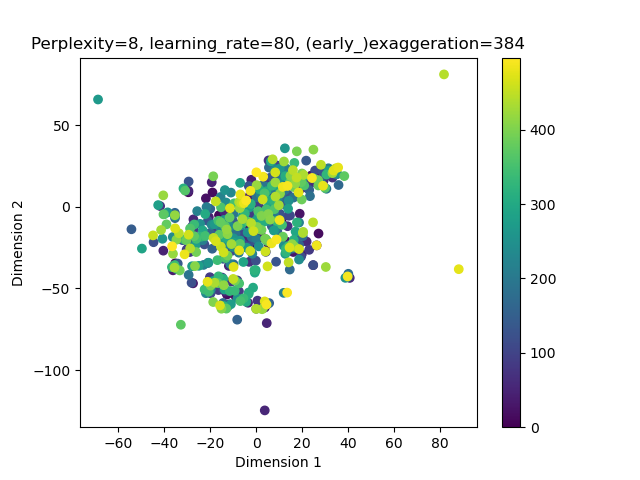 Perplexity=8, learning_rate=80, (early_)exaggeration=384
50
0
−50
−100
Dimension 2
−60 −40 −20 0 20 40 60 80
Dimension 1
400
300
200
100
0